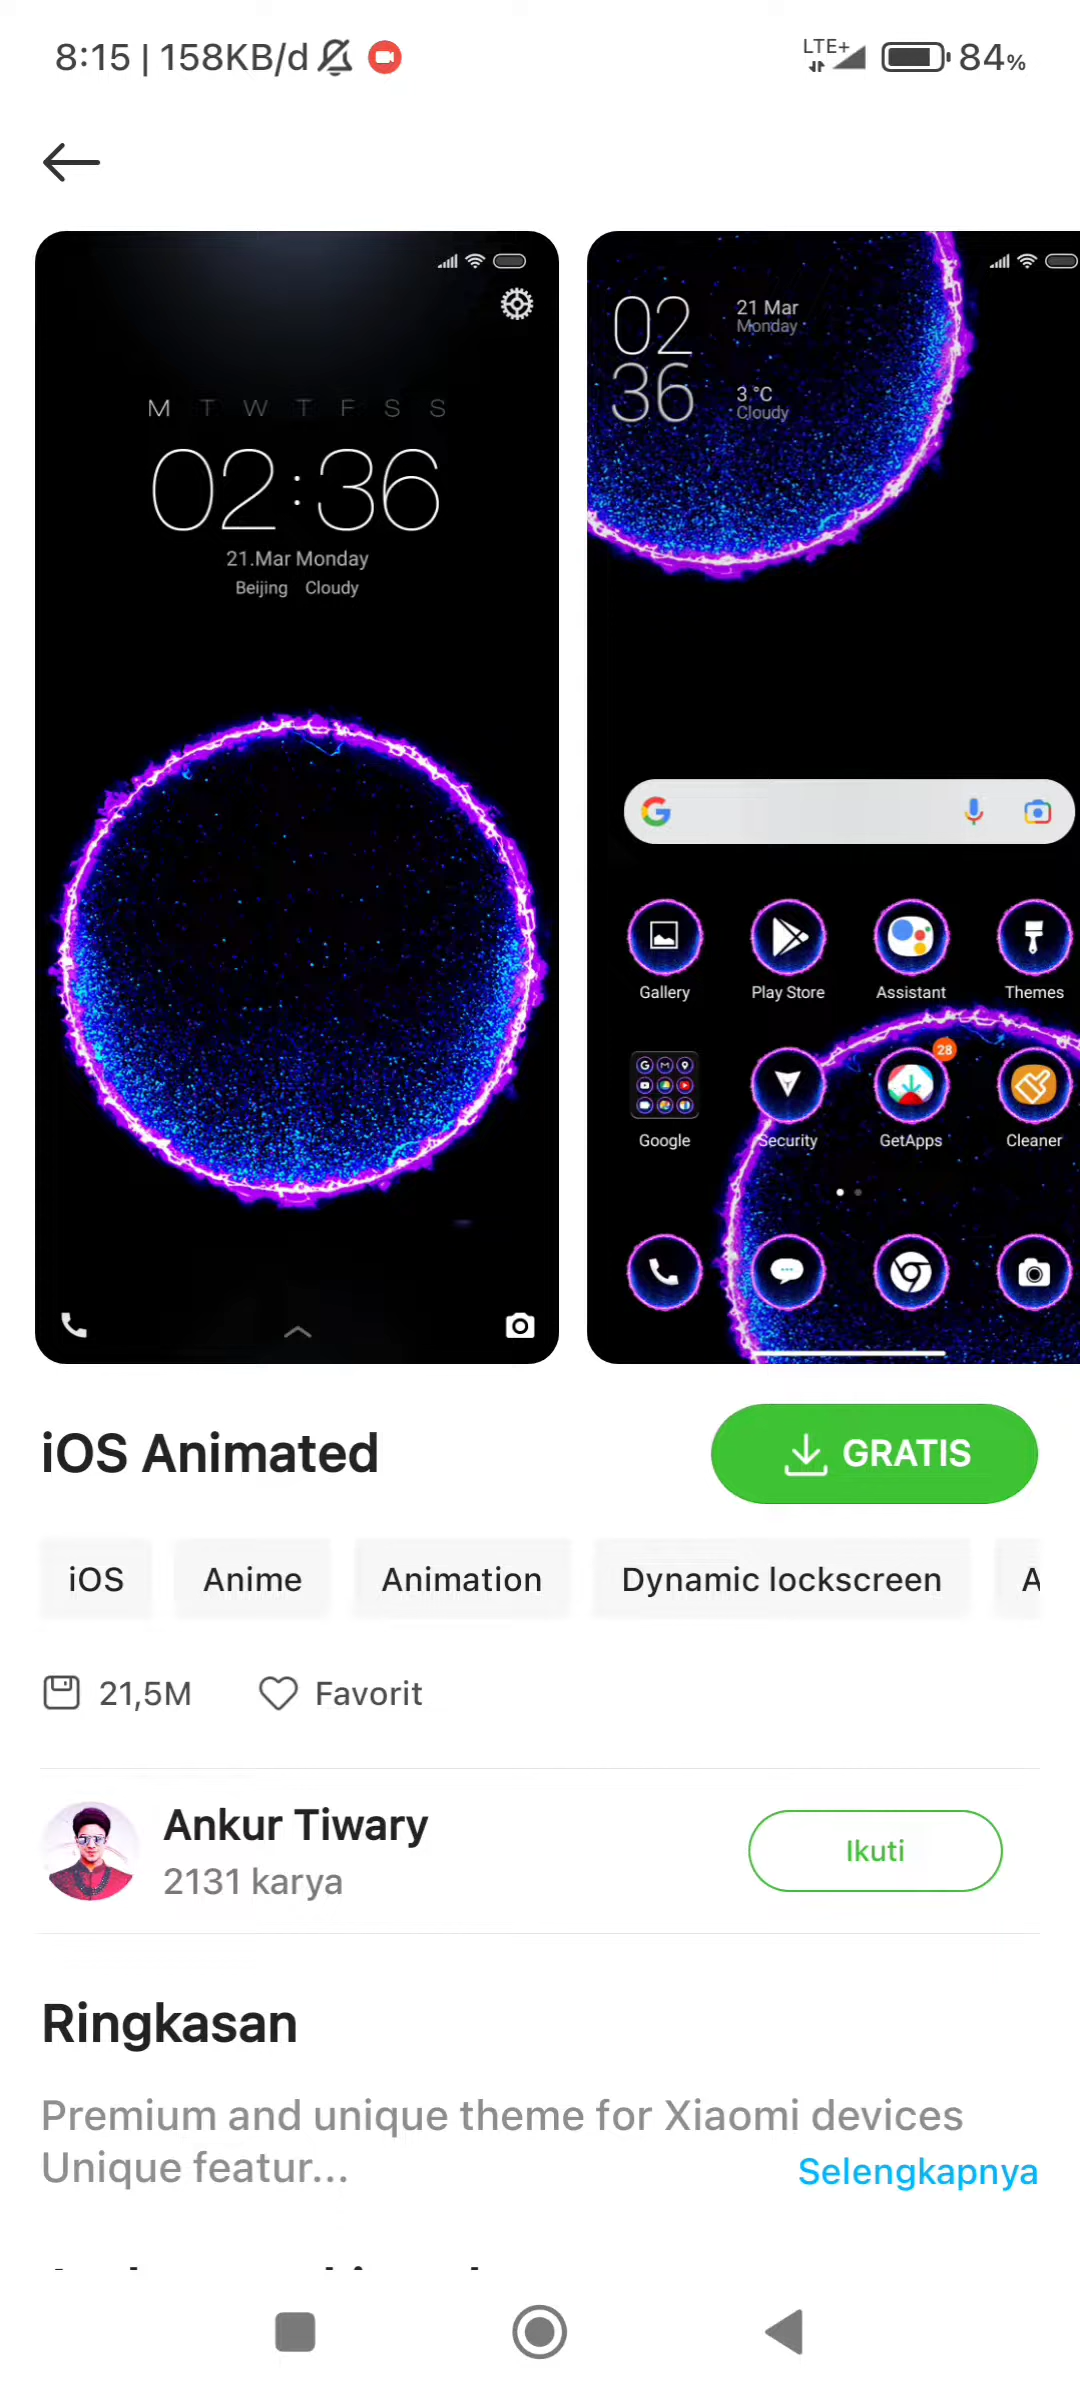 8:15 | 158KB/d
LTE+
84%
M T W T F S S
02:36
21.Mar Monday
Beijing Cloudy
02
36
21 Mar
Monday
3 °C
Cloudy
Gallery
Play Store
Assistant
Themes
28
Google
Security
GetApps
Cleaner
iOS Animated
GRATIS
iOS
Anime
Animation
Dynamic lockscreen
21,5M
Favorit
Ankur Tiwary
2131 karya
Ikuti
Ringkasan
Premium and unique theme for Xiaomi devices
Unique featur...
Selengkapnya